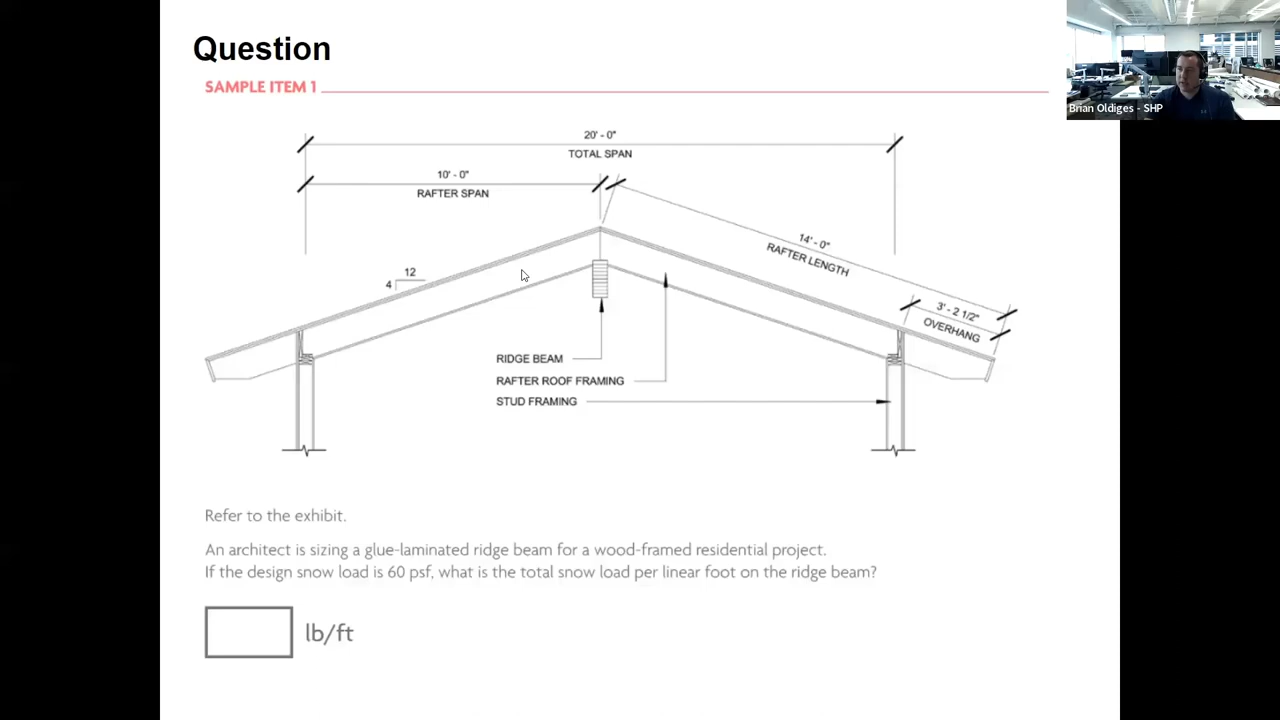 Question
SAMPLE ITEM 1
Brian Oldiges - SHP
20' - 0"
TOTAL SPAN
10' - 0"
RAFTER SPAN
14' - 0"
RAFTER LENGTH
12
4
3' - 2 1/2"
OVERHANG
RIDGE BEAM
RAFTER ROOF FRAMING
STUD FRAMING
Refer to the exhibit.
An architect is sizing a glue-laminated ridge beam for a wood-framed residential project.
If the design snow load is 60 psf, what is the total snow load per linear foot on the ridge beam?
lb/ft